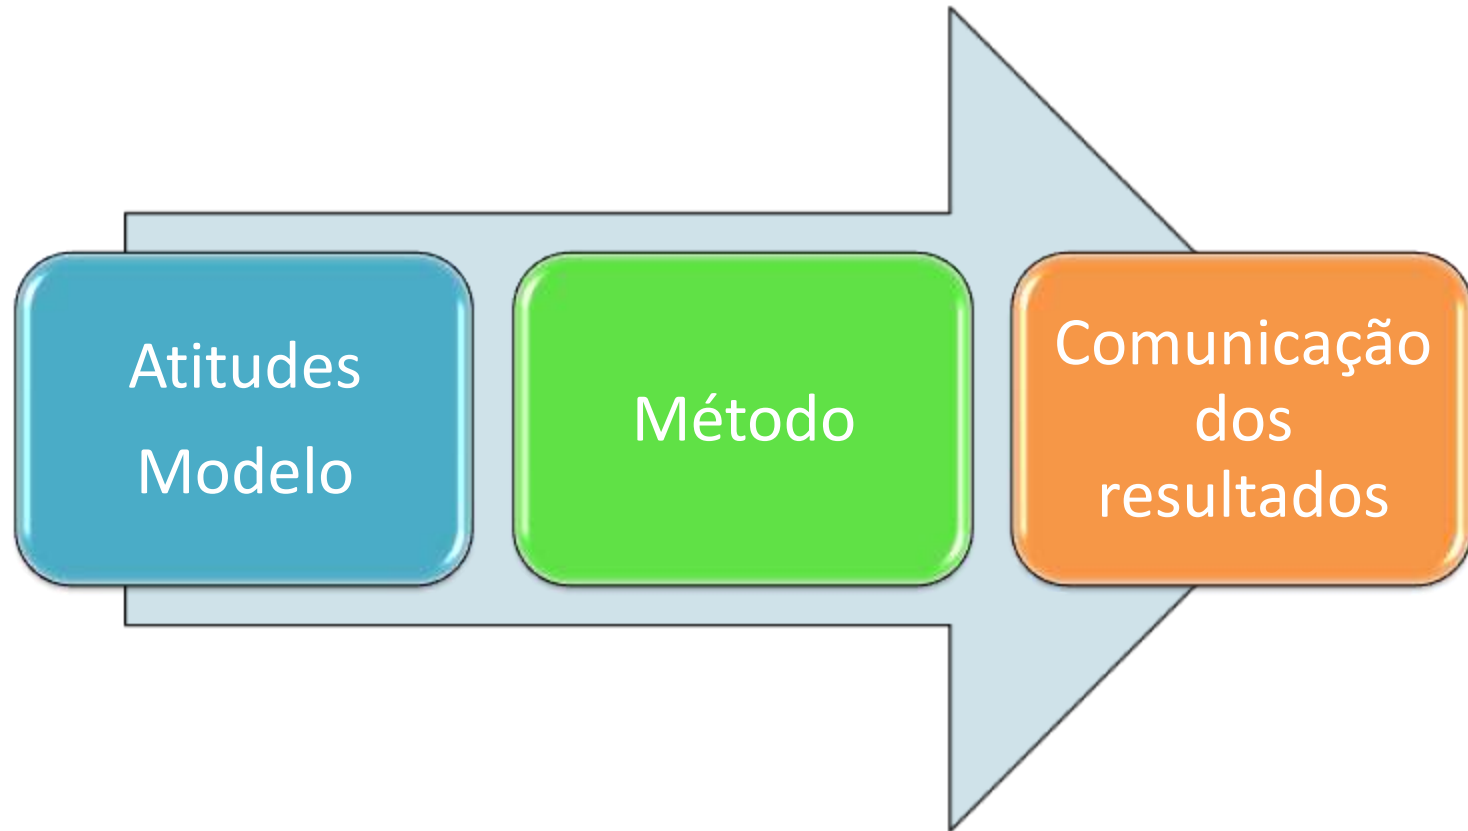 Atitudes
Modelo
Método
Comunicação
dos
resultados